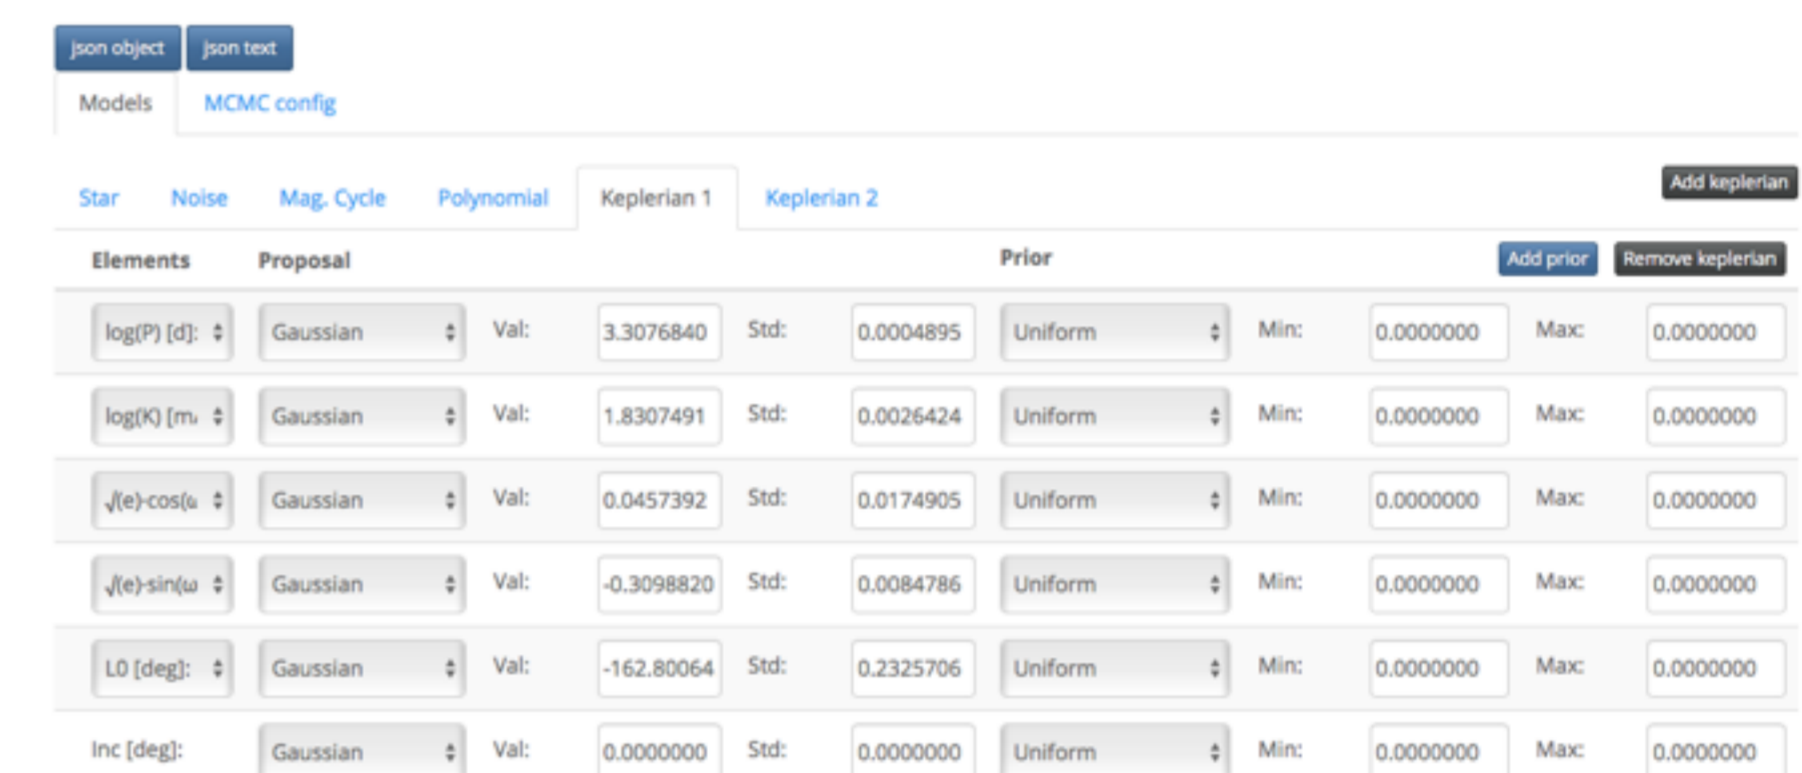 json object json text
Models MCMC config
Star Noise Mag. Cycle Polynomial Keplerian 1 Keplerian 2 Add keplerian
Elements Proposal Prior Add prior Remove keplerian
log(P) [d]: Gaussian Val: 3.3076840 Std: 0.0004895 Uniform Min: 0.0000000 Max: 0.0000000
log(K) [m Gaussian Val: 1.8307491 Std: 0.0026424 Uniform Min: 0.0000000 Max: 0.0000000
√(e)-cos(ω Gaussian Val: 0.0457392 Std: 0.0174905 Uniform Min: 0.0000000 Max: 0.0000000
√(e)-sin(ω Gaussian Val: -0.3098820 Std: 0.0084786 Uniform Min: 0.0000000 Max: 0.0000000
L0 [deg]: Gaussian Val: -162.80064 Std: 0.2325706 Uniform Min: 0.0000000 Max: 0.0000000
Inc [deg]: Gaussian Val: 0.0000000 Std: 0.0000000 Uniform Min: 0.0000000 Max: 0.0000000